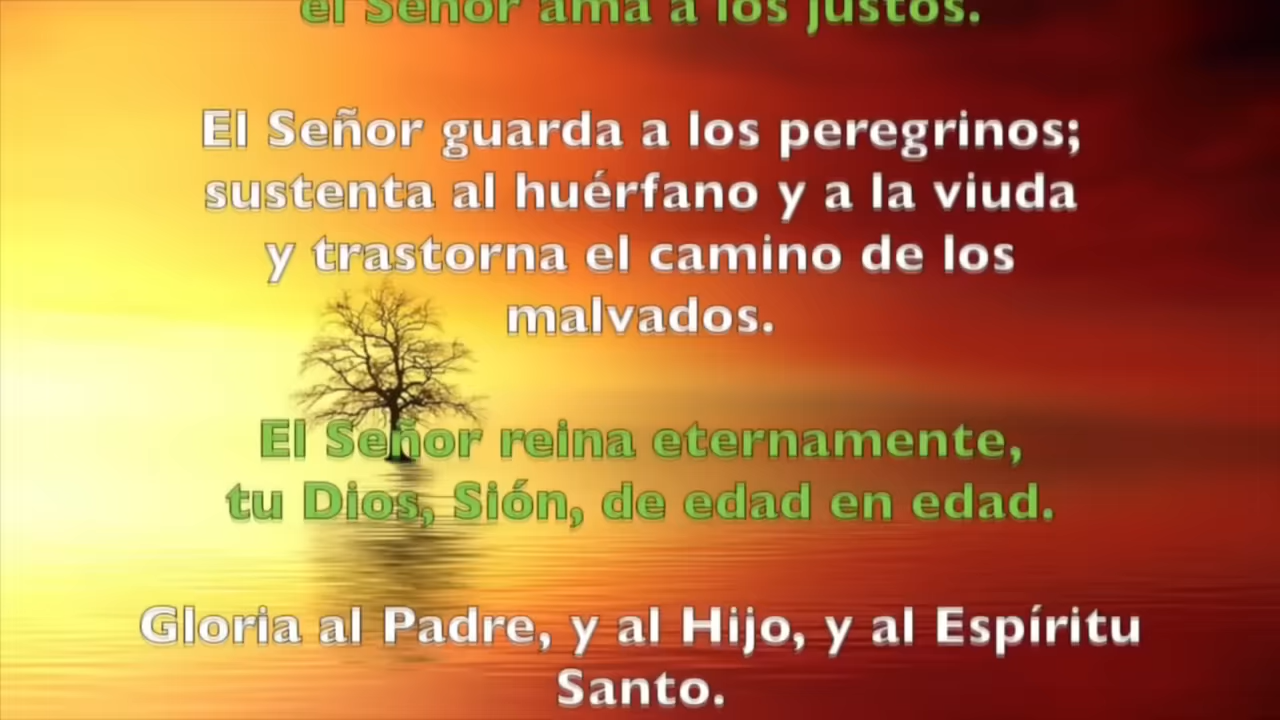 el Señor ama a los justos.
El Señor guarda a los peregrinos;
sustenta al huérfano y a la viuda
y trastorna el camino de los
malvados.
El Señor reina eternamente,
tu Dios, Sión, de edad en edad.
Gloria al Padre, y al Hijo, y al Espíritu
Santo.